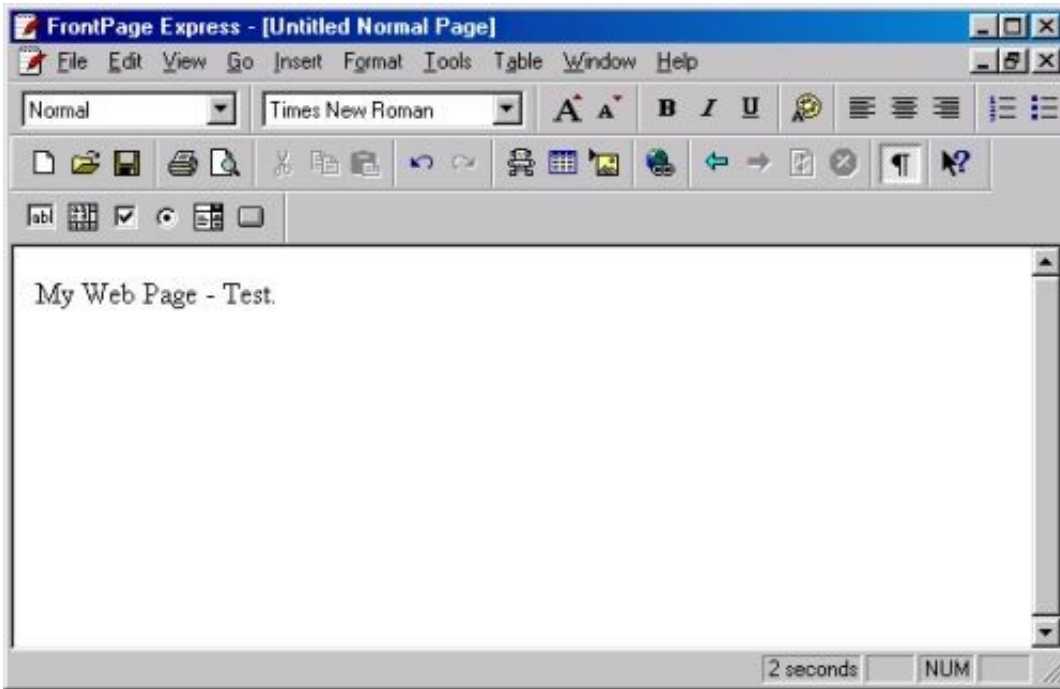 FrontPage Express - [Untitled Normal Page]
File Edit View Go Insert Format Tools Table Window Help
Normal Times New Roman A A B I U
abl
My Web Page - Test.
2 seconds NUM